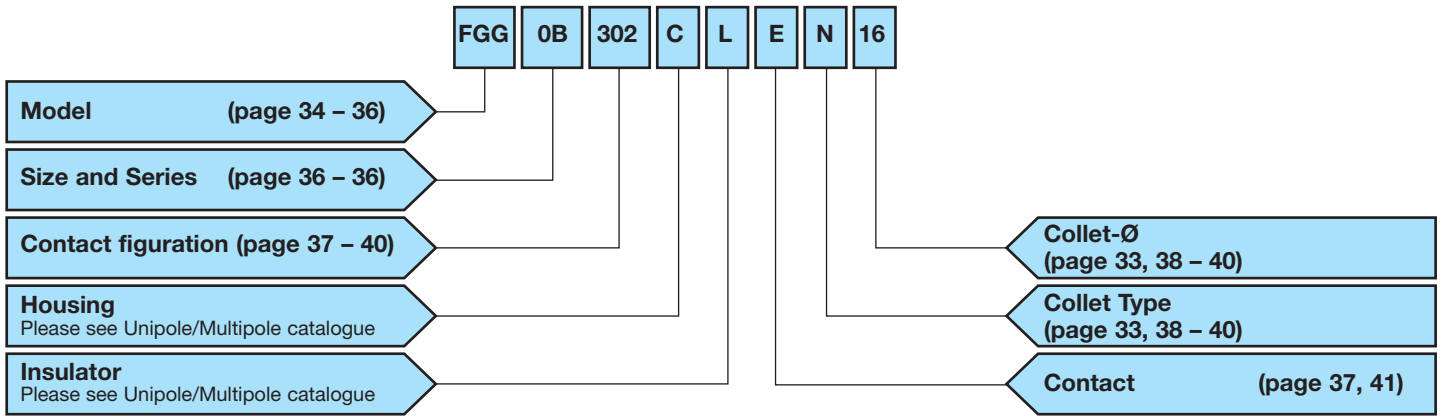 FGG 0B 302 C L E N 16
Model (page 34 – 36)
Size and Series (page 36 – 36)
Contact figuration (page 37 – 40)
Housing
Please see Unipole/Multipole catalogue
Insulator
Please see Unipole/Multipole catalogue
Collet-Ø
(page 33, 38 – 40)
Collet Type
(page 33, 38 – 40)
Contact (page 37, 41)